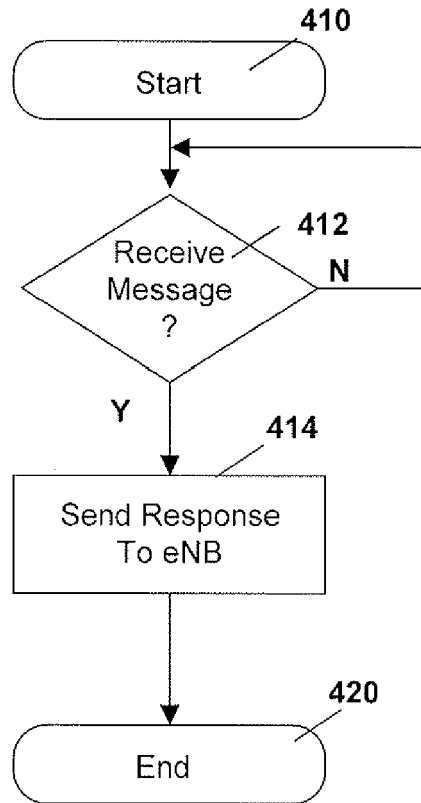 410
Start
412
Receive
Message
?
N
Y
414
Send Response
To eNB
420
End